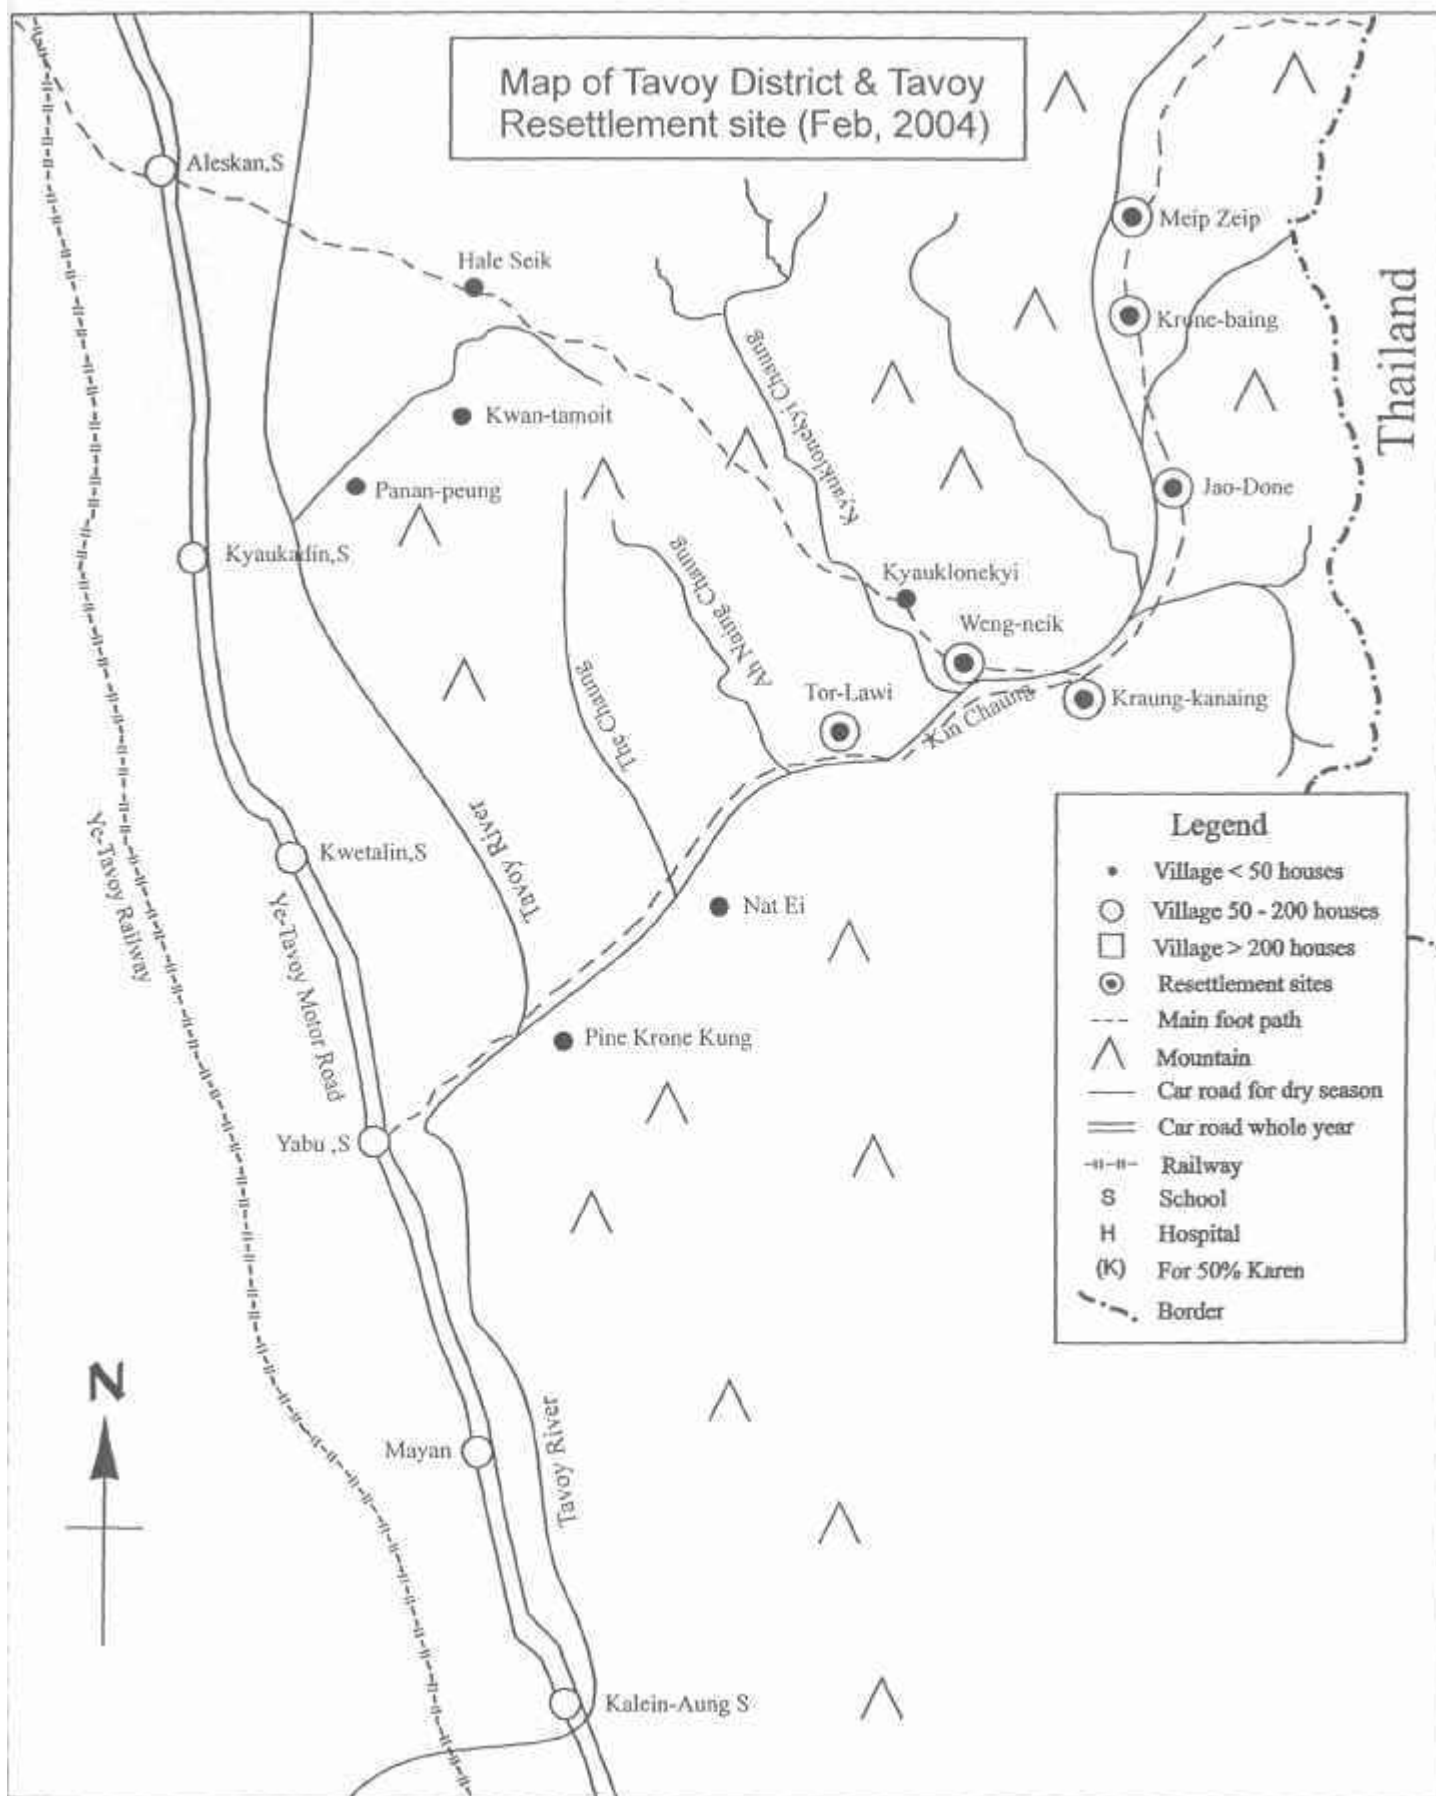 Map of Tavoy District & Tavoy
Resettlement site (Feb, 2004)
Aleskan,S
Hale Seik
Meip Zeip
Krone-baing
Thailand
Kyauklonekyi Chaung
Kwan-tamoit
Panan-peung
Jao-Done
Kyaukadin,S
Kyauklonekyi
Ah Naing Chaung
Weng-neik
The Chaung
Tor-Lawi
Kraung-kanaing
Kin Chaung
Ye-Tavoy Railway
Kwetalin,S
Tavoy River
Ye-Tavoy Motor Road
Nat Ei
Pine Krone Kung
Yabu ,S
Legend
Village < 50 houses
Village 50 - 200 houses
Village > 200 houses
Resettlement sites
Main foot path
Mountain
Car road for dry season
Car road whole year
Railway
S School
H Hospital
(K) For 50% Karen
Border
N
Mayan
Tavoy River
Kalein-Aung S